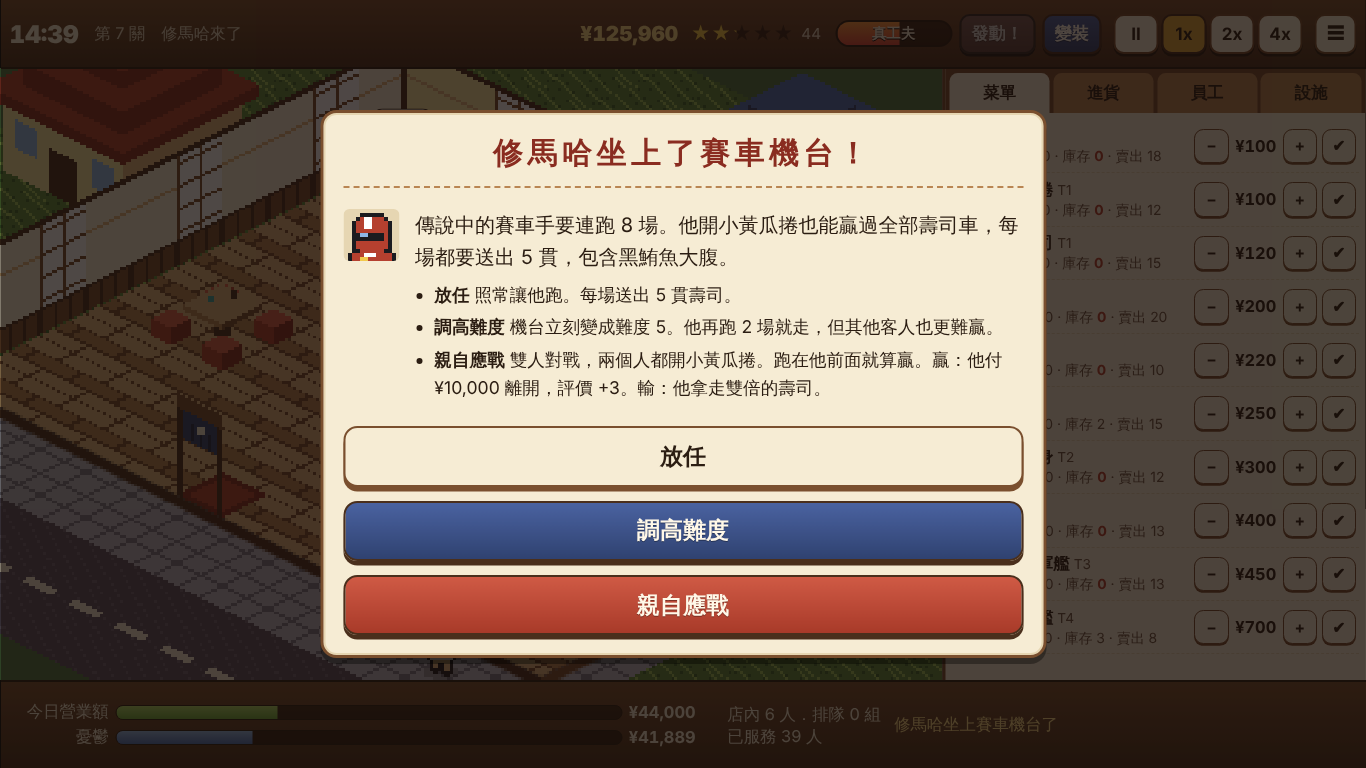 14:39 第 7 關 修馬哈來了 ¥125,960 ★★★★★ 44 真工夫 發動！ 變裝 II 1x 2x 4x ☰
菜單 進貨 員工 設施
修馬哈坐上了賽車機台！
傳說中的賽車手要連跑 8 場。他開小黃瓜捲也能贏過全部壽司車，每
場都要送出 5 貫，包含黑鮪魚大腹。
• 放任 照常讓他跑。每場送出 5 貫壽司。
• 調高難度 機台立刻變成難度 5。他再跑 2 場就走，但其他客人也更難贏。
• 親自應戰 雙人對戰，兩個人都開小黃瓜捲。跑在他前面就算贏。贏：他付
¥10,000 離開，評價 +3。輸：他拿走雙倍的壽司。
放任
調高難度
親自應戰
− ¥100 + ✔
· 庫存 0 · 賣出 18
T1
− ¥100 + ✔
· 庫存 0 · 賣出 12
T1
− ¥120 + ✔
· 庫存 0 · 賣出 15
− ¥200 + ✔
· 庫存 0 · 賣出 20
− ¥220 + ✔
· 庫存 0 · 賣出 10
− ¥250 + ✔
· 庫存 2 · 賣出 15
T2
− ¥300 + ✔
· 庫存 0 · 賣出 12
− ¥400 + ✔
· 庫存 0 · 賣出 13
艦 T3
− ¥450 + ✔
· 庫存 0 · 賣出 13
T4
− ¥700 + ✔
· 庫存 3 · 賣出 8
今日營業額 ¥44,000
憂鬱 ¥41,889
店內 6 人 . 排隊 0 組
已服務 39 人
修馬哈坐上賽車機台了